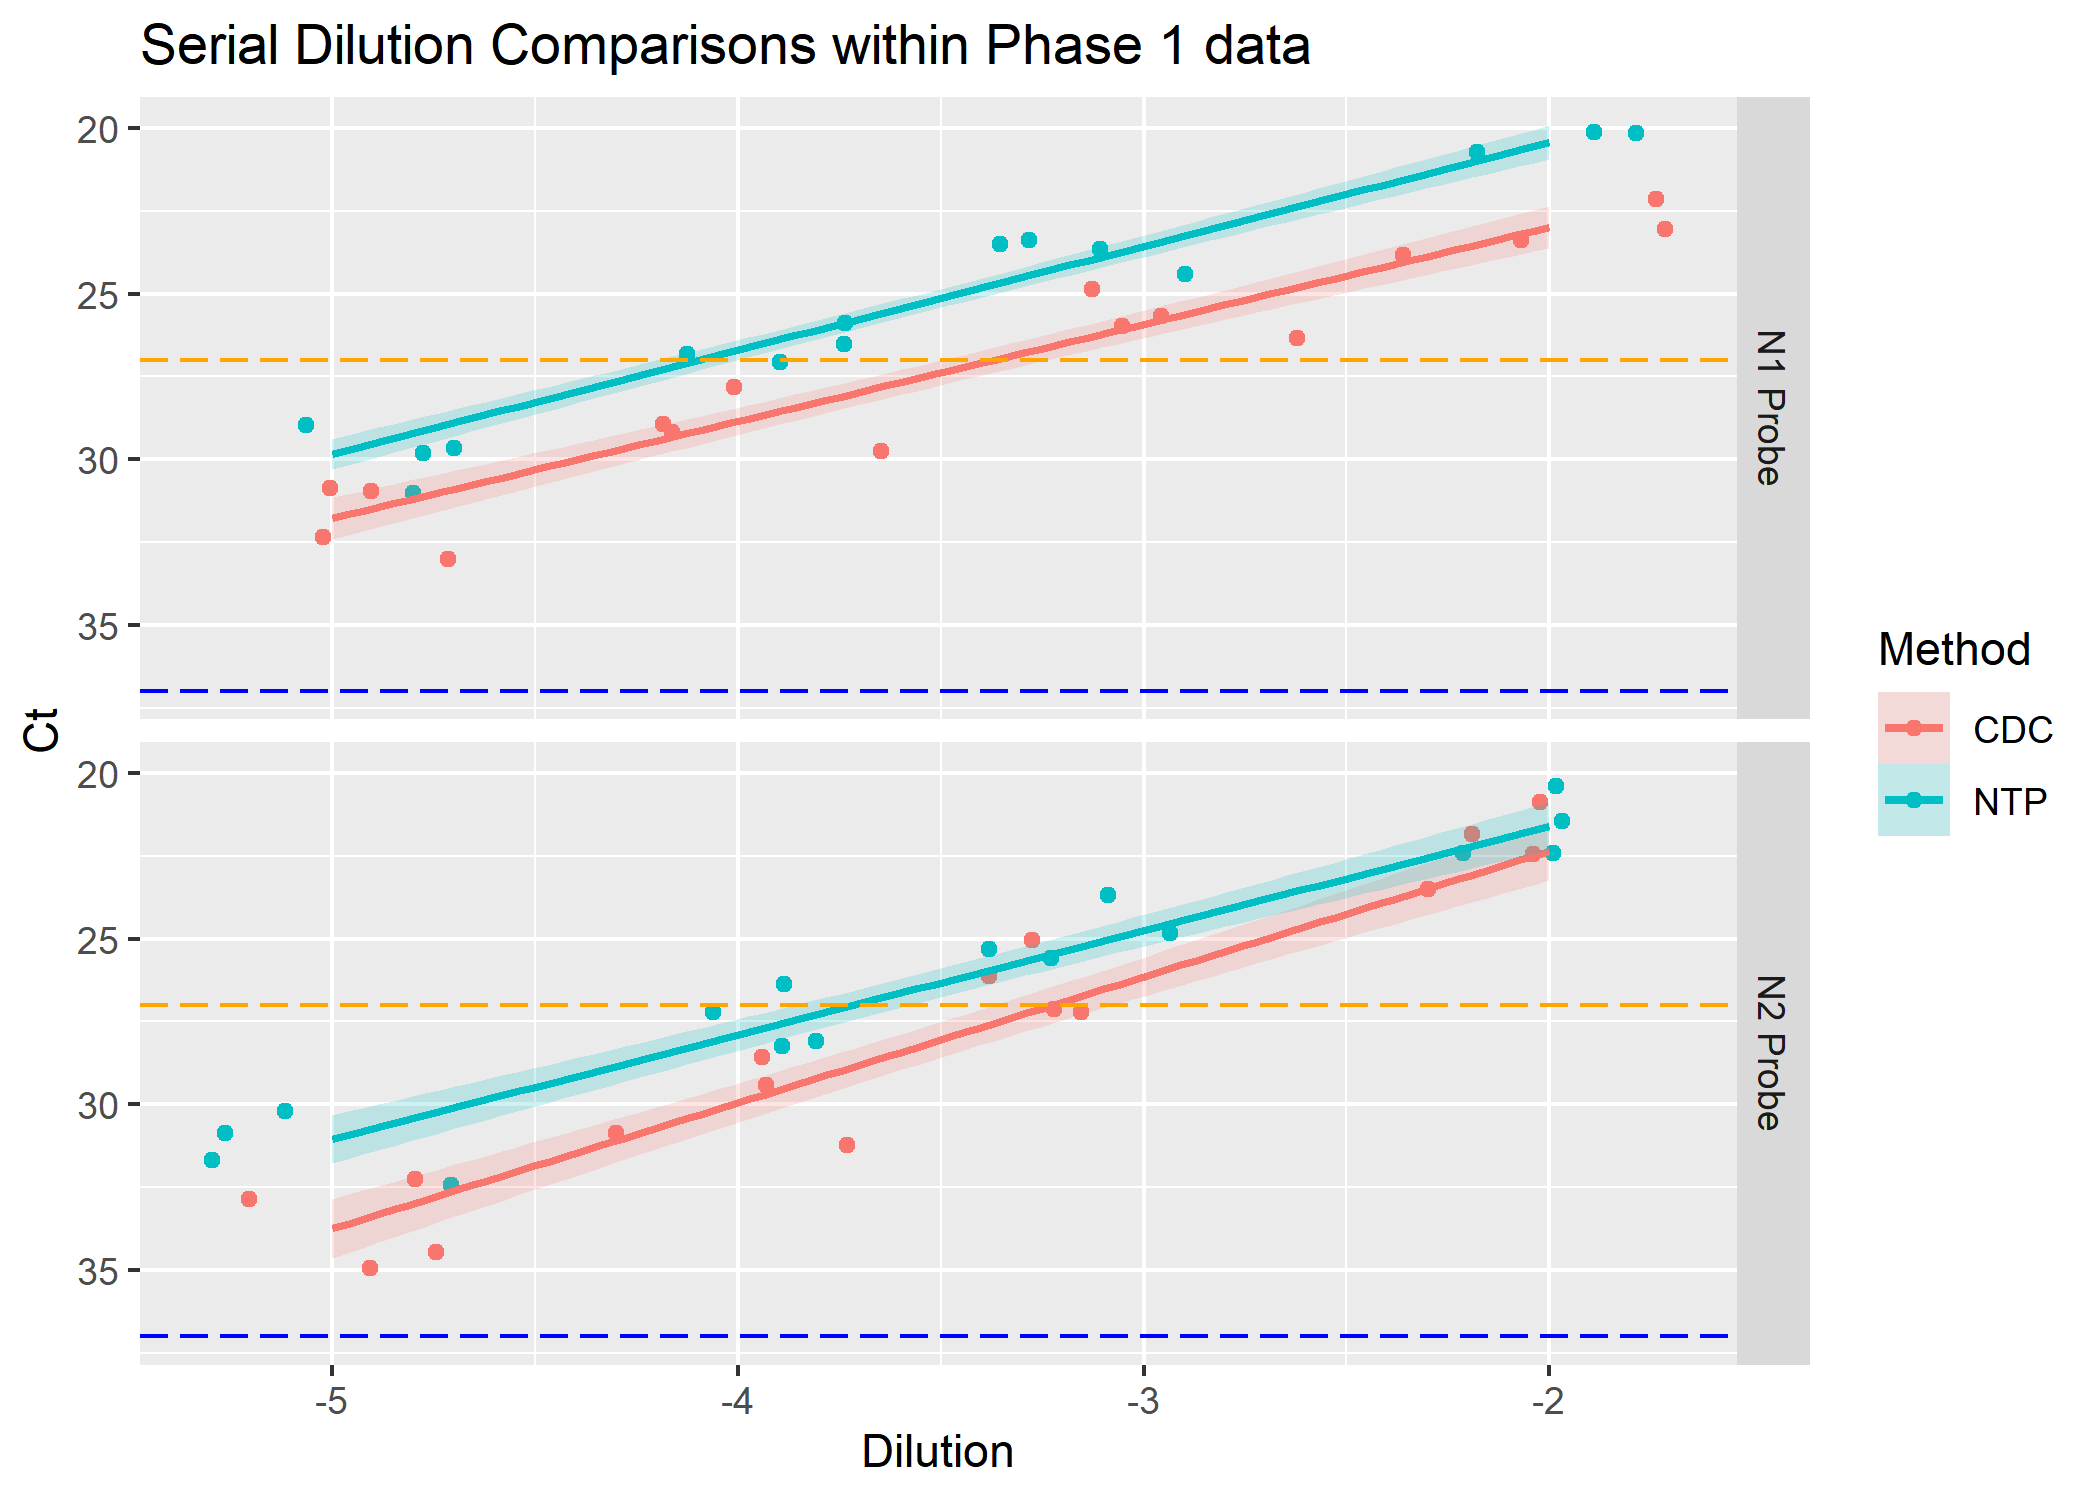 Serial Dilution Comparisons within Phase 1 data
20
25
30
35
N1 Probe
Ct
20
25
30
35
N2 Probe
-5
-4
-3
-2
Dilution
Method
CDC
NTP